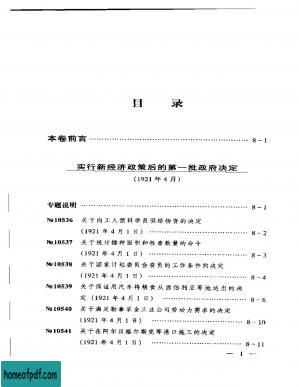 目 录
本卷前言 …… 8-1
实行新经济政策后的第一批政府决定
(1921年4月)
专题说明 …… 8-1
№10536 关于向工人预科学员供给物资的决定
(1921年4月1日) …… 8-2
№10537 关于统计播种面积和牲畜数量的命令
(1921年4月1日) …… 8-3
№10538 关于国家计划委员会委员的工作条件的决定
(1921年4月1日) …… 8-4
№10539 关于保证用汽车将粮食从西伯利亚等地运出的决
定(1921年4月1日) …… 8-6
№10540 关于满足粉拿采金工业公司劳动力需求的决定
(1921年4月1日) …… 8-10
№10541 关于在阿尔汉格尔斯克等港口施工的决定
(1921年4月1日) …… 8-11
— 1 —
homeofpdf.com
homeofpdf.com